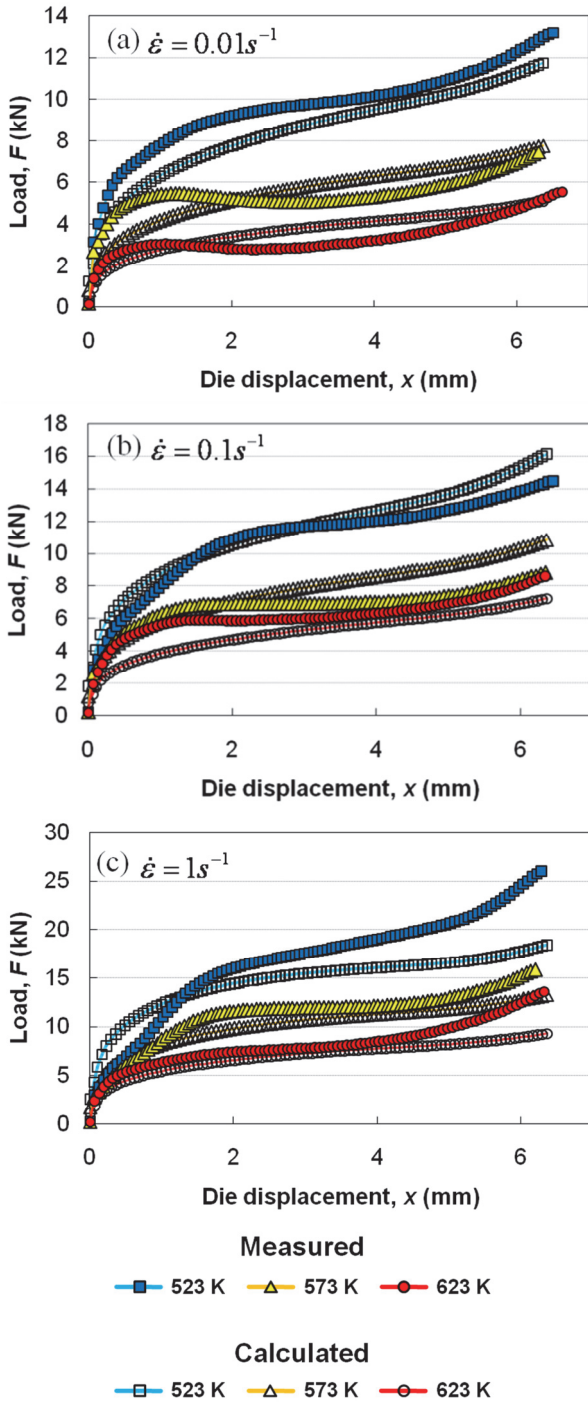 (a) ε̇ = 0.01s⁻¹
14
12
10
8
6
4
2
0
Load, F (kN)
0 2 4 6
Die displacement, x (mm)
(b) ε̇ = 0.1s⁻¹
18
16
14
12
10
8
6
4
2
0
Load, F (kN)
0 2 4 6
Die displacement, x (mm)
(c) ε̇ = 1s⁻¹
30
25
20
15
10
5
0
Load, F (kN)
0 2 4 6
Die displacement, x (mm)
Measured
523 K 573 K 623 K
Calculated
523 K 573 K 623 K